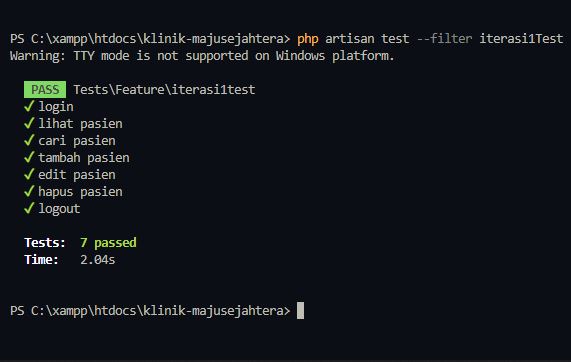 PS C:\xampp\htdocs\klinik-majusejahtera> php artisan test --filter iterasi1Test
Warning: TTY mode is not supported on Windows platform.
PASS Tests\Feature\iterasi1test
✓ login
✓ lihat pasien
✓ cari pasien
✓ tambah pasien
✓ edit pasien
✓ hapus pasien
✓ logout
Tests: 7 passed
Time: 2.04s
PS C:\xampp\htdocs\klinik-majusejahtera>